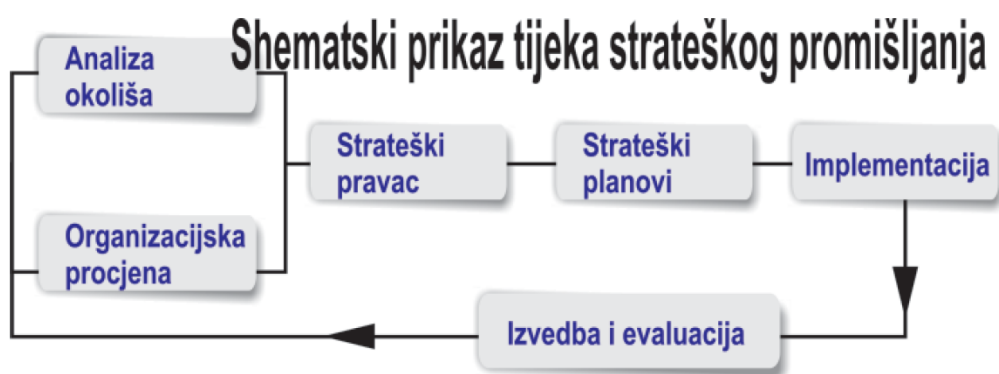 Shematski prikaz tijeka strateškog promišljanja
Analiza
okoliša
Organizacijska
procjena
Strateški
pravac
Strateški
planovi
Implementacija
Izvedba i evaluacija